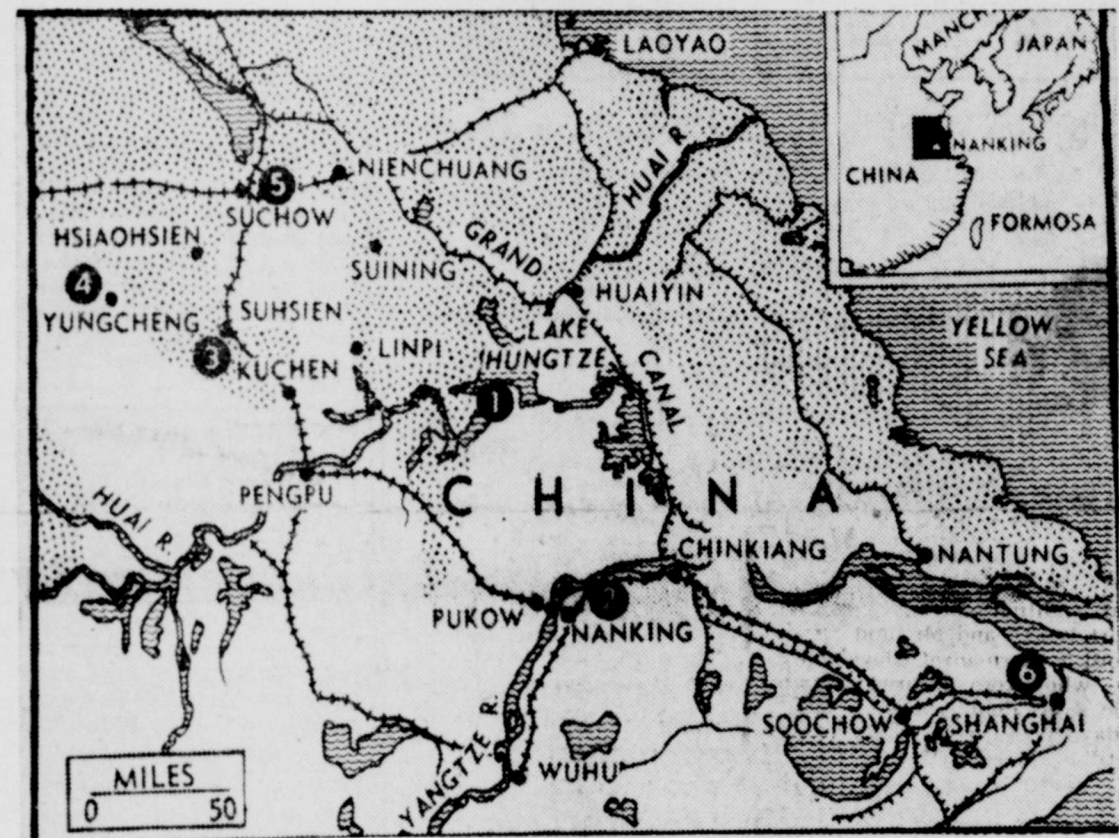 LAOYAO
MANCH
JAPAN
NANKING
CHINA
FORMOSA
NIENCHUANG
5
SUCHOW
HUAI R.
HSIAOHSIEN
GRAND
SUINING
4
YUNGCHENG
SUHSIEN
HUAIYIN
YELLOW
SEA
3
KUCHEN
LINPI
LAKE
HUNGTZE
1
CANAL
PENGPU
CHINA
HUAI R.
CHINKIANG
NANTUNG
PUKOW
2
NANKING
6
SOOCHOW
SHANGHAI
YANGTZE R.
WUHU
MILES
0 50